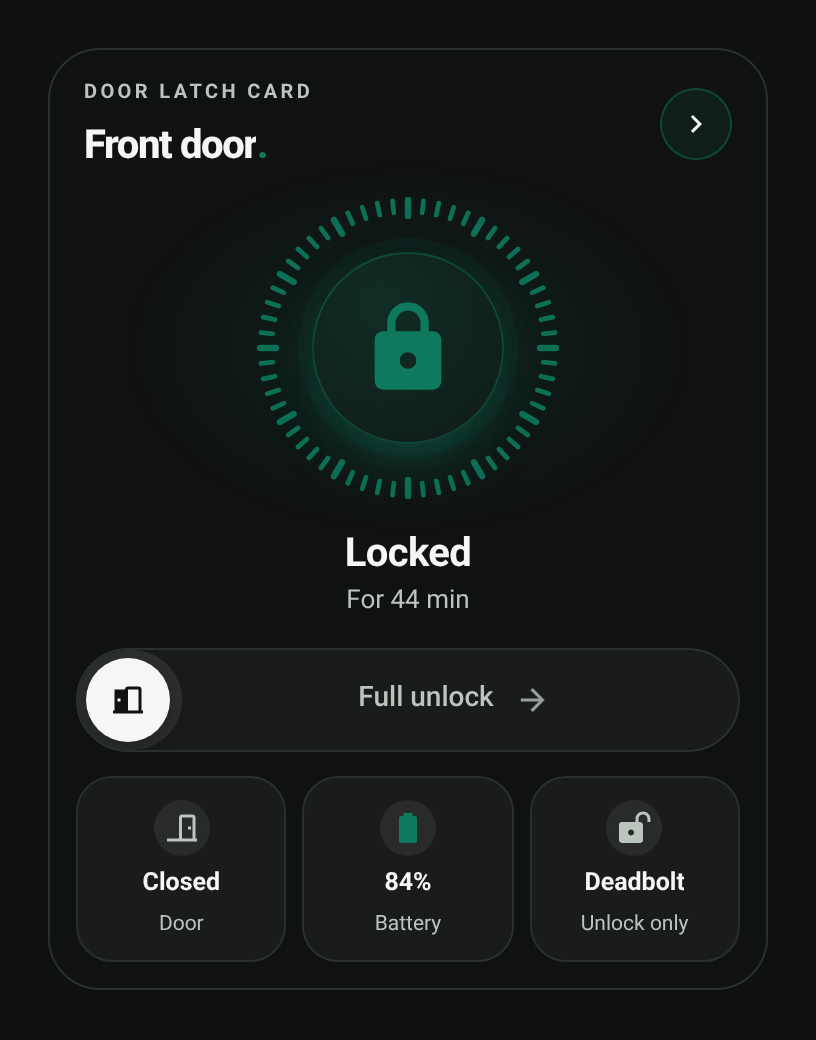 DOOR LATCH CARD
Front door.
Locked
For 44 min
Full unlock
Closed
Door
84%
Battery
Deadbolt
Unlock only